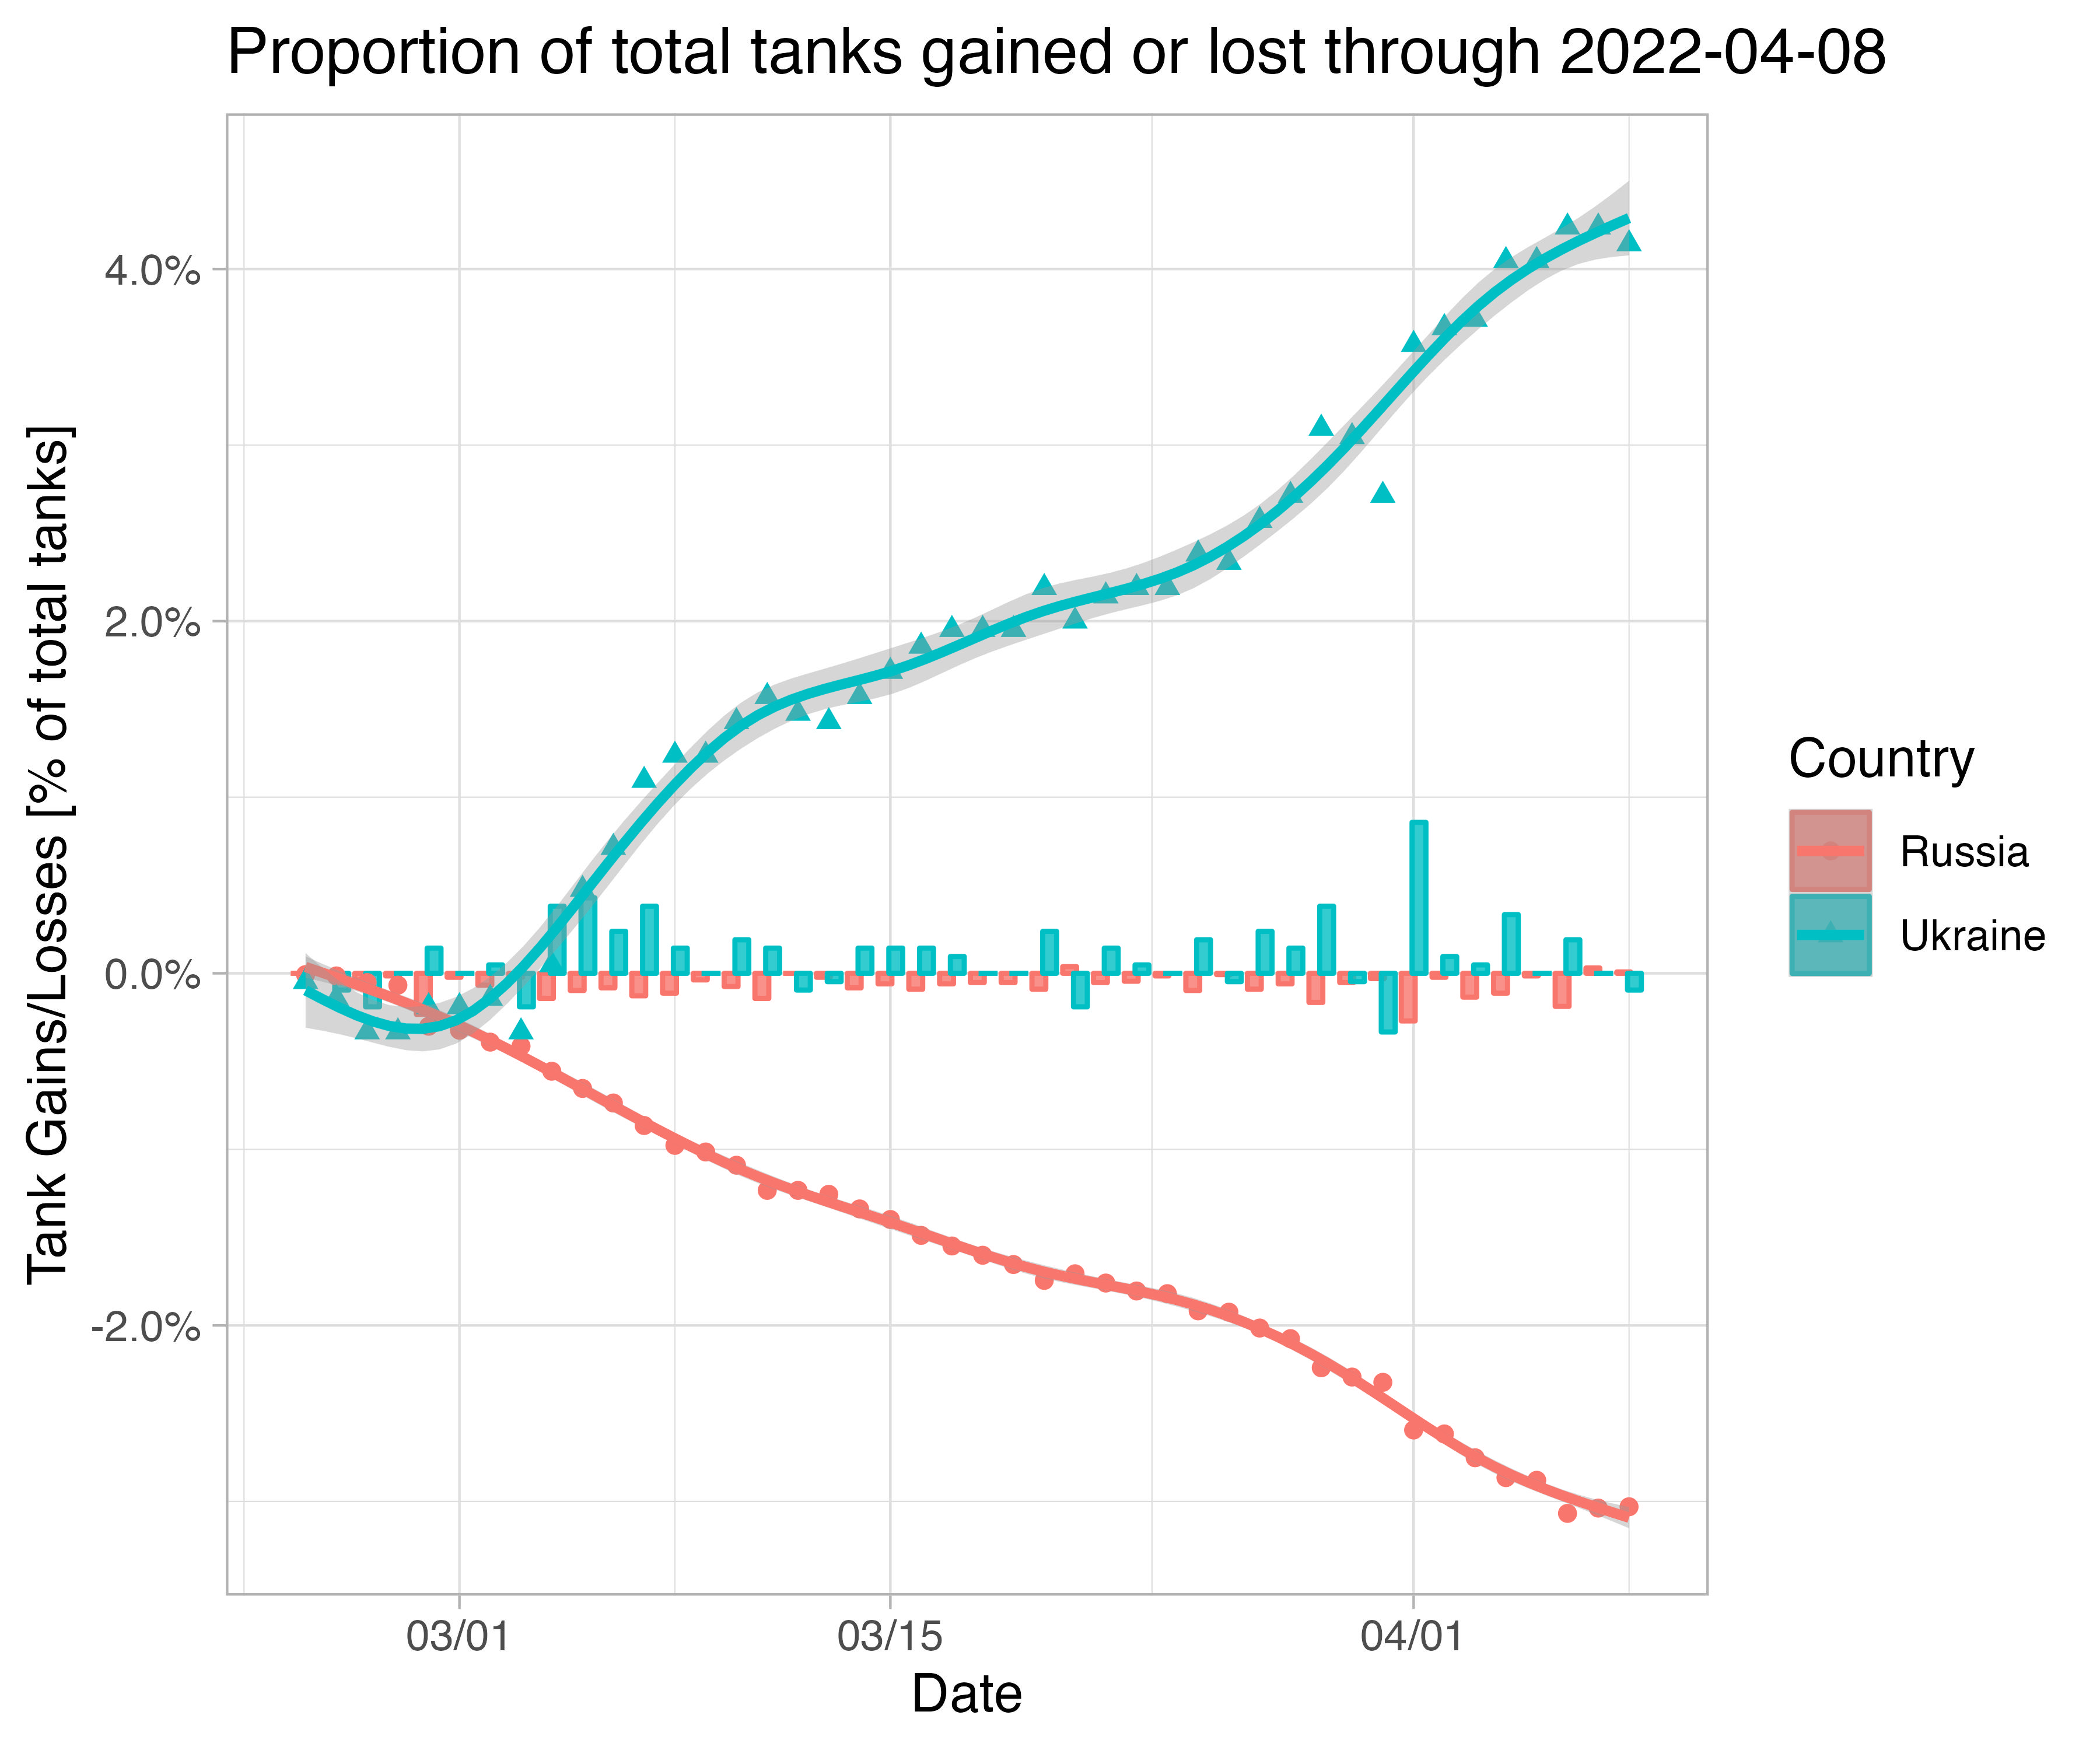 Proportion of total tanks gained or lost through 2022-04-08
Tank Gains/Losses [% of total tanks]
4.0%
2.0%
0.0%
-2.0%
03/01
03/15
04/01
Date
Country
Russia
Ukraine